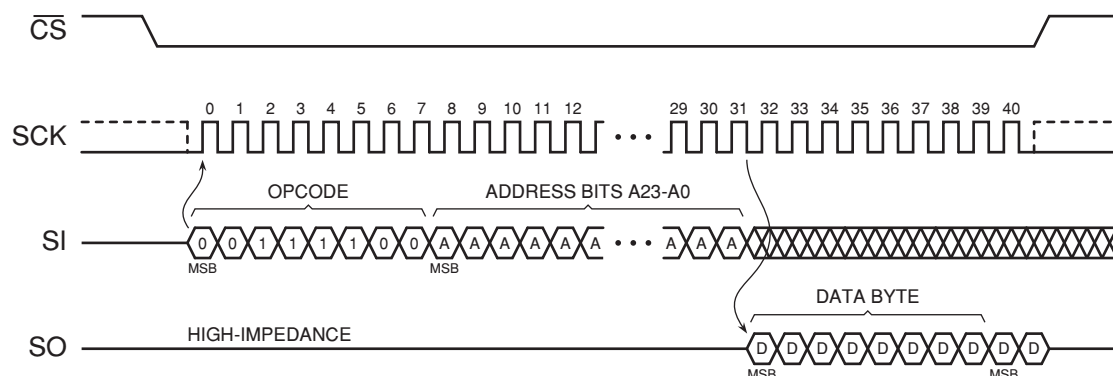 CS
0 1 2 3 4 5 6 7 8 9 10 11 12 29 30 31 32 33 34 35 36 37 38 39 40
SCK
OPCODE ADDRESS BITS A23-A0
SI 0 0 1 1 1 1 0 0 A A A A A A A A A
MSB MSB
DATA BYTE
HIGH-IMPEDANCE
SO D D D D D D D D D D
MSB MSB